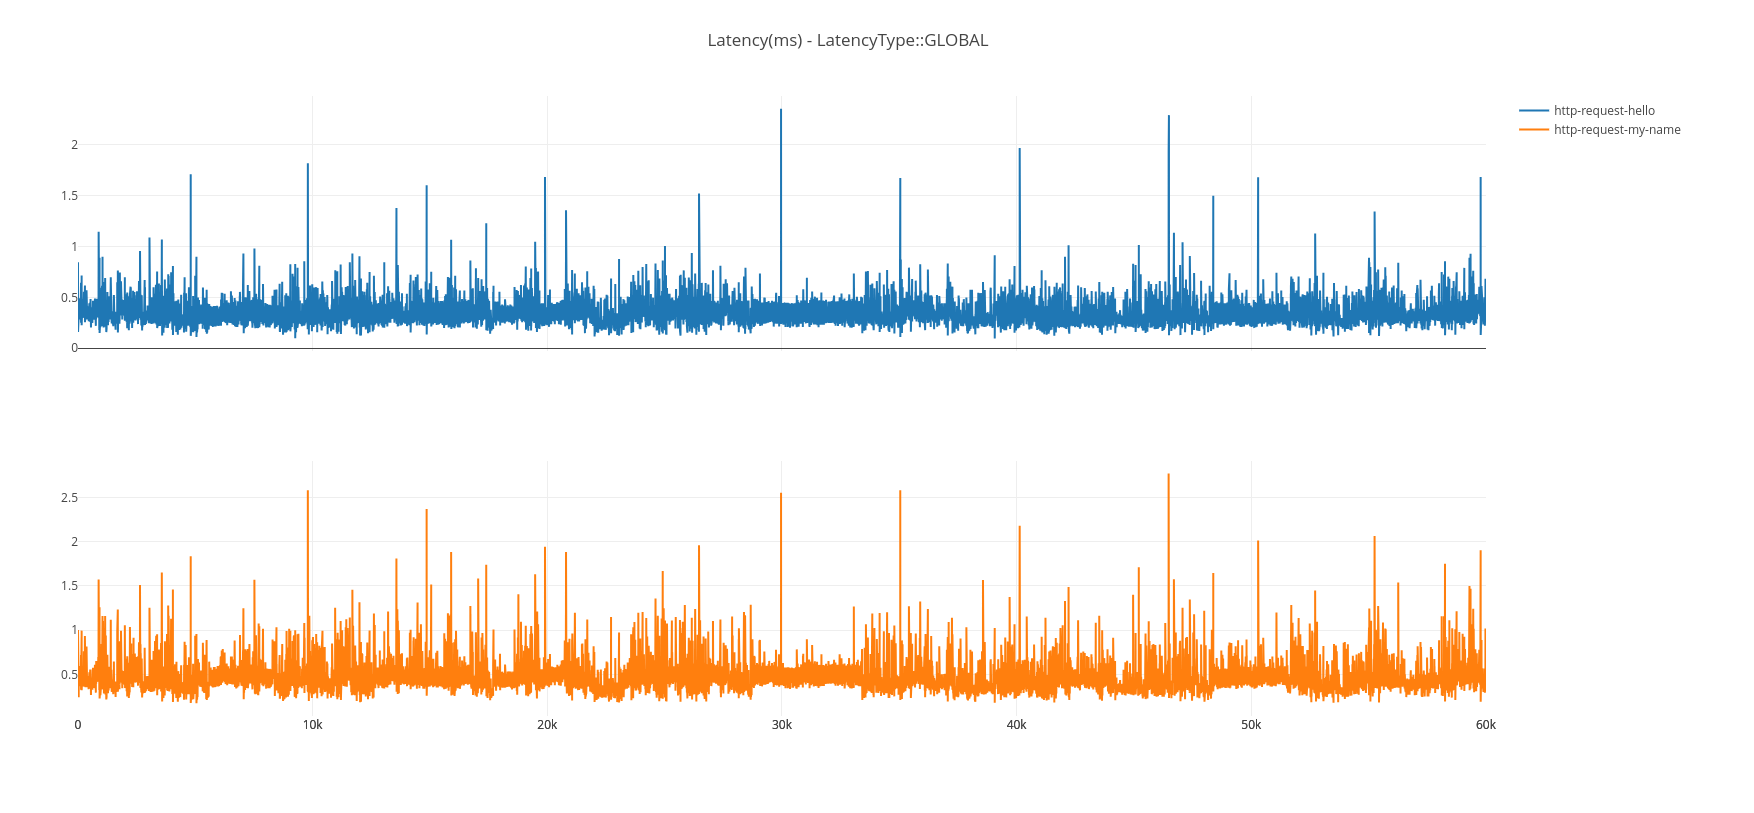 Latency(ms) - LatencyType::GLOBAL
http-request-hello
http-request-my-name
2
1.5
1
0.5
0
2.5
2
1.5
1
0.5
0 10k 20k 30k 40k 50k 60k